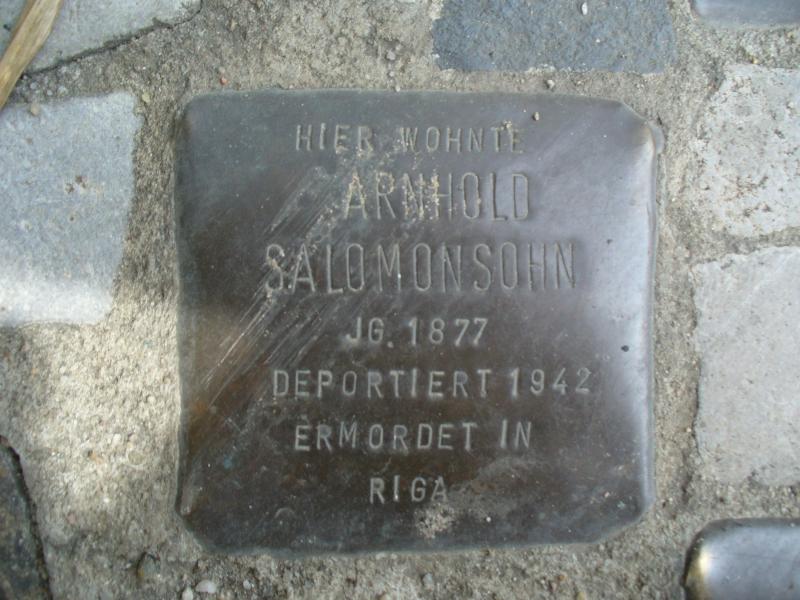 HIER WOHNTE
ARNHOLD
SALOMONSOHN
JG. 1877
DEPORTIERT 1942
ERMORDET IN
RIGA